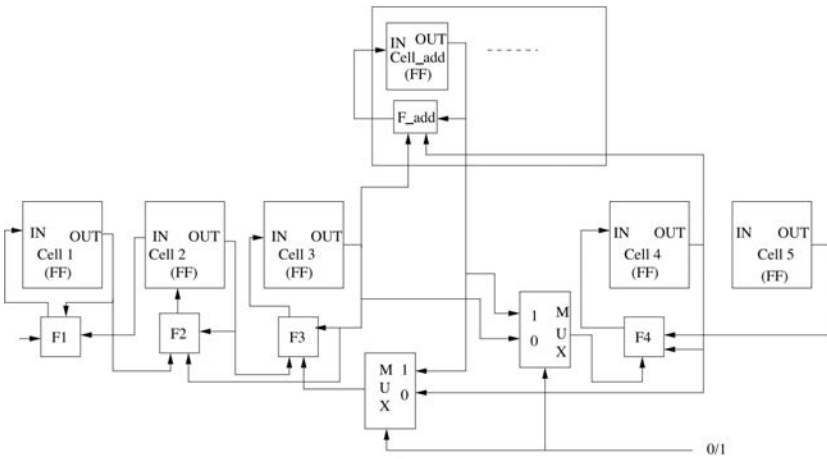 IN OUT
Cell_add
(FF)
F_add
IN OUT
Cell 1
(FF)
IN OUT
Cell 2
(FF)
IN OUT
Cell 3
(FF)
IN OUT
Cell 4
(FF)
IN OUT
Cell 5
(FF)
F1
F2
F3
M U X
1
0
1
0
M U X
F4
0/1